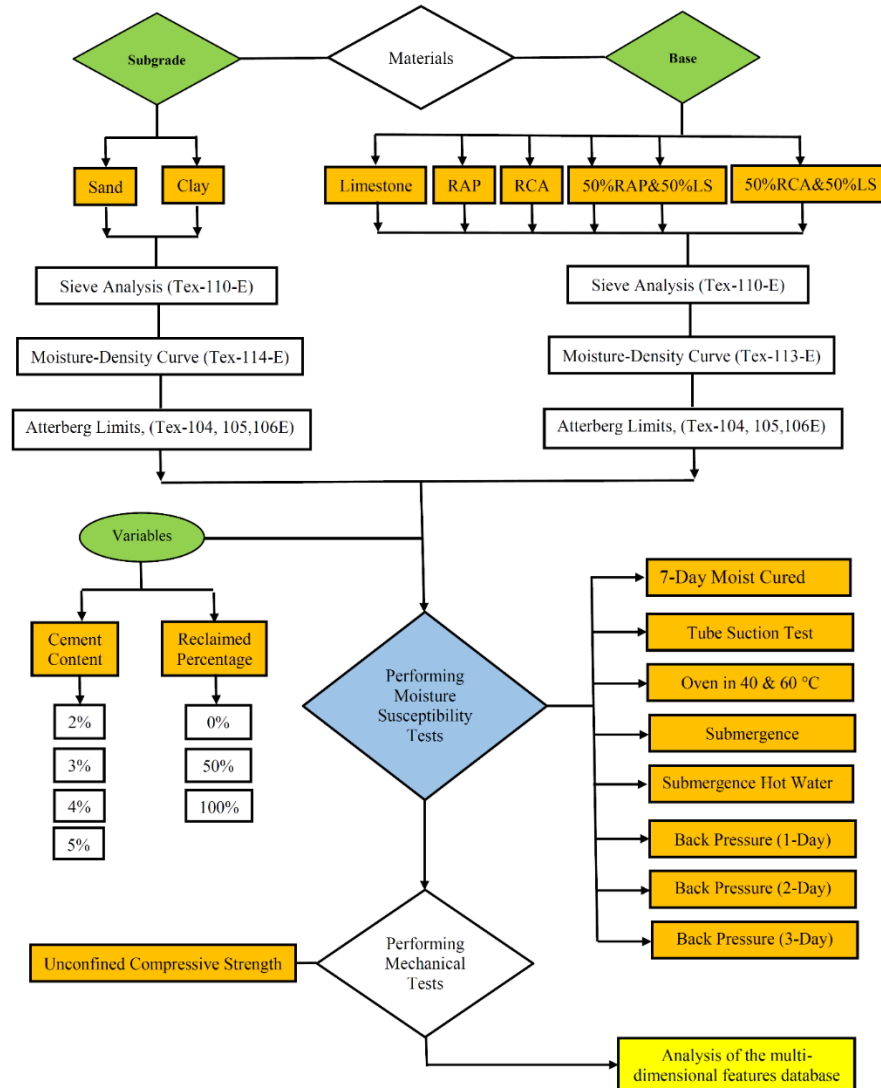 Subgrade
Materials
Base
Sand
Clay
Limestone
RAP
RCA
50%RAP&50%LS
50%RCA&50%LS
Sieve Analysis (Tex-110-E)
Sieve Analysis (Tex-110-E)
Moisture-Density Curve (Tex-114-E)
Moisture-Density Curve (Tex-113-E)
Atterberg Limits, (Tex-104, 105,106E)
Atterberg Limits, (Tex-104, 105,106E)
Variables
Cement
Content
Reclaimed
Percentage
2%
3%
4%
5%
0%
50%
100%
Performing
Moisture
Susceptibility
Tests
7-Day Moist Cured
Tube Suction Test
Oven in 40 & 60 °C
Submergence
Submergence Hot Water
Back Pressure (1-Day)
Back Pressure (2-Day)
Back Pressure (3-Day)
Unconfined Compressive Strength
Performing
Mechanical
Tests
Analysis of the multi-
dimensional features database